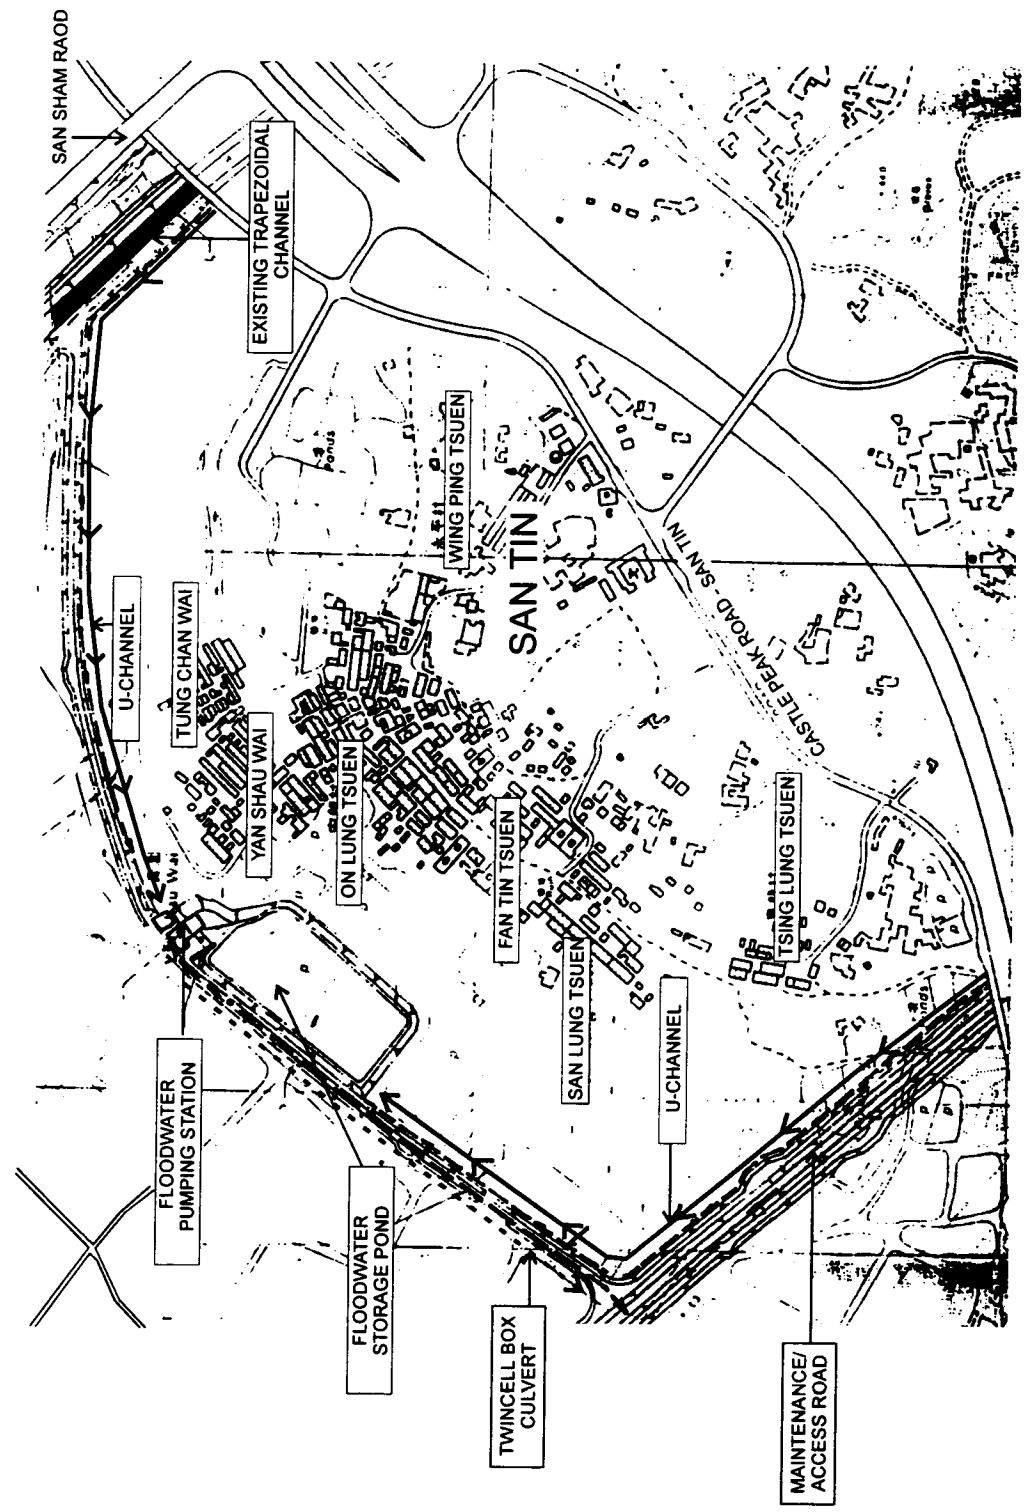 SAN SHAM RAOD
EXISTING TRAPEZOIDAL
CHANNEL
U-CHANNEL
TUNG CHAN WAI
YAN SHAU WAI
ON LUNG TSUEN
WING PING TSUEN
SAN TIN
Ponds
FAN TIN TSUEN
SAN LUNG TSUEN
TSING LUNG TSUEN
CASTLE PEAK ROAD - SAN TIN
FLOODWATER
PUMPING STATION
FLOODWATER
STORAGE POND
U-CHANNEL
TWINCELL BOX
CULVERT
MAINTENANCE/
ACCESS ROAD